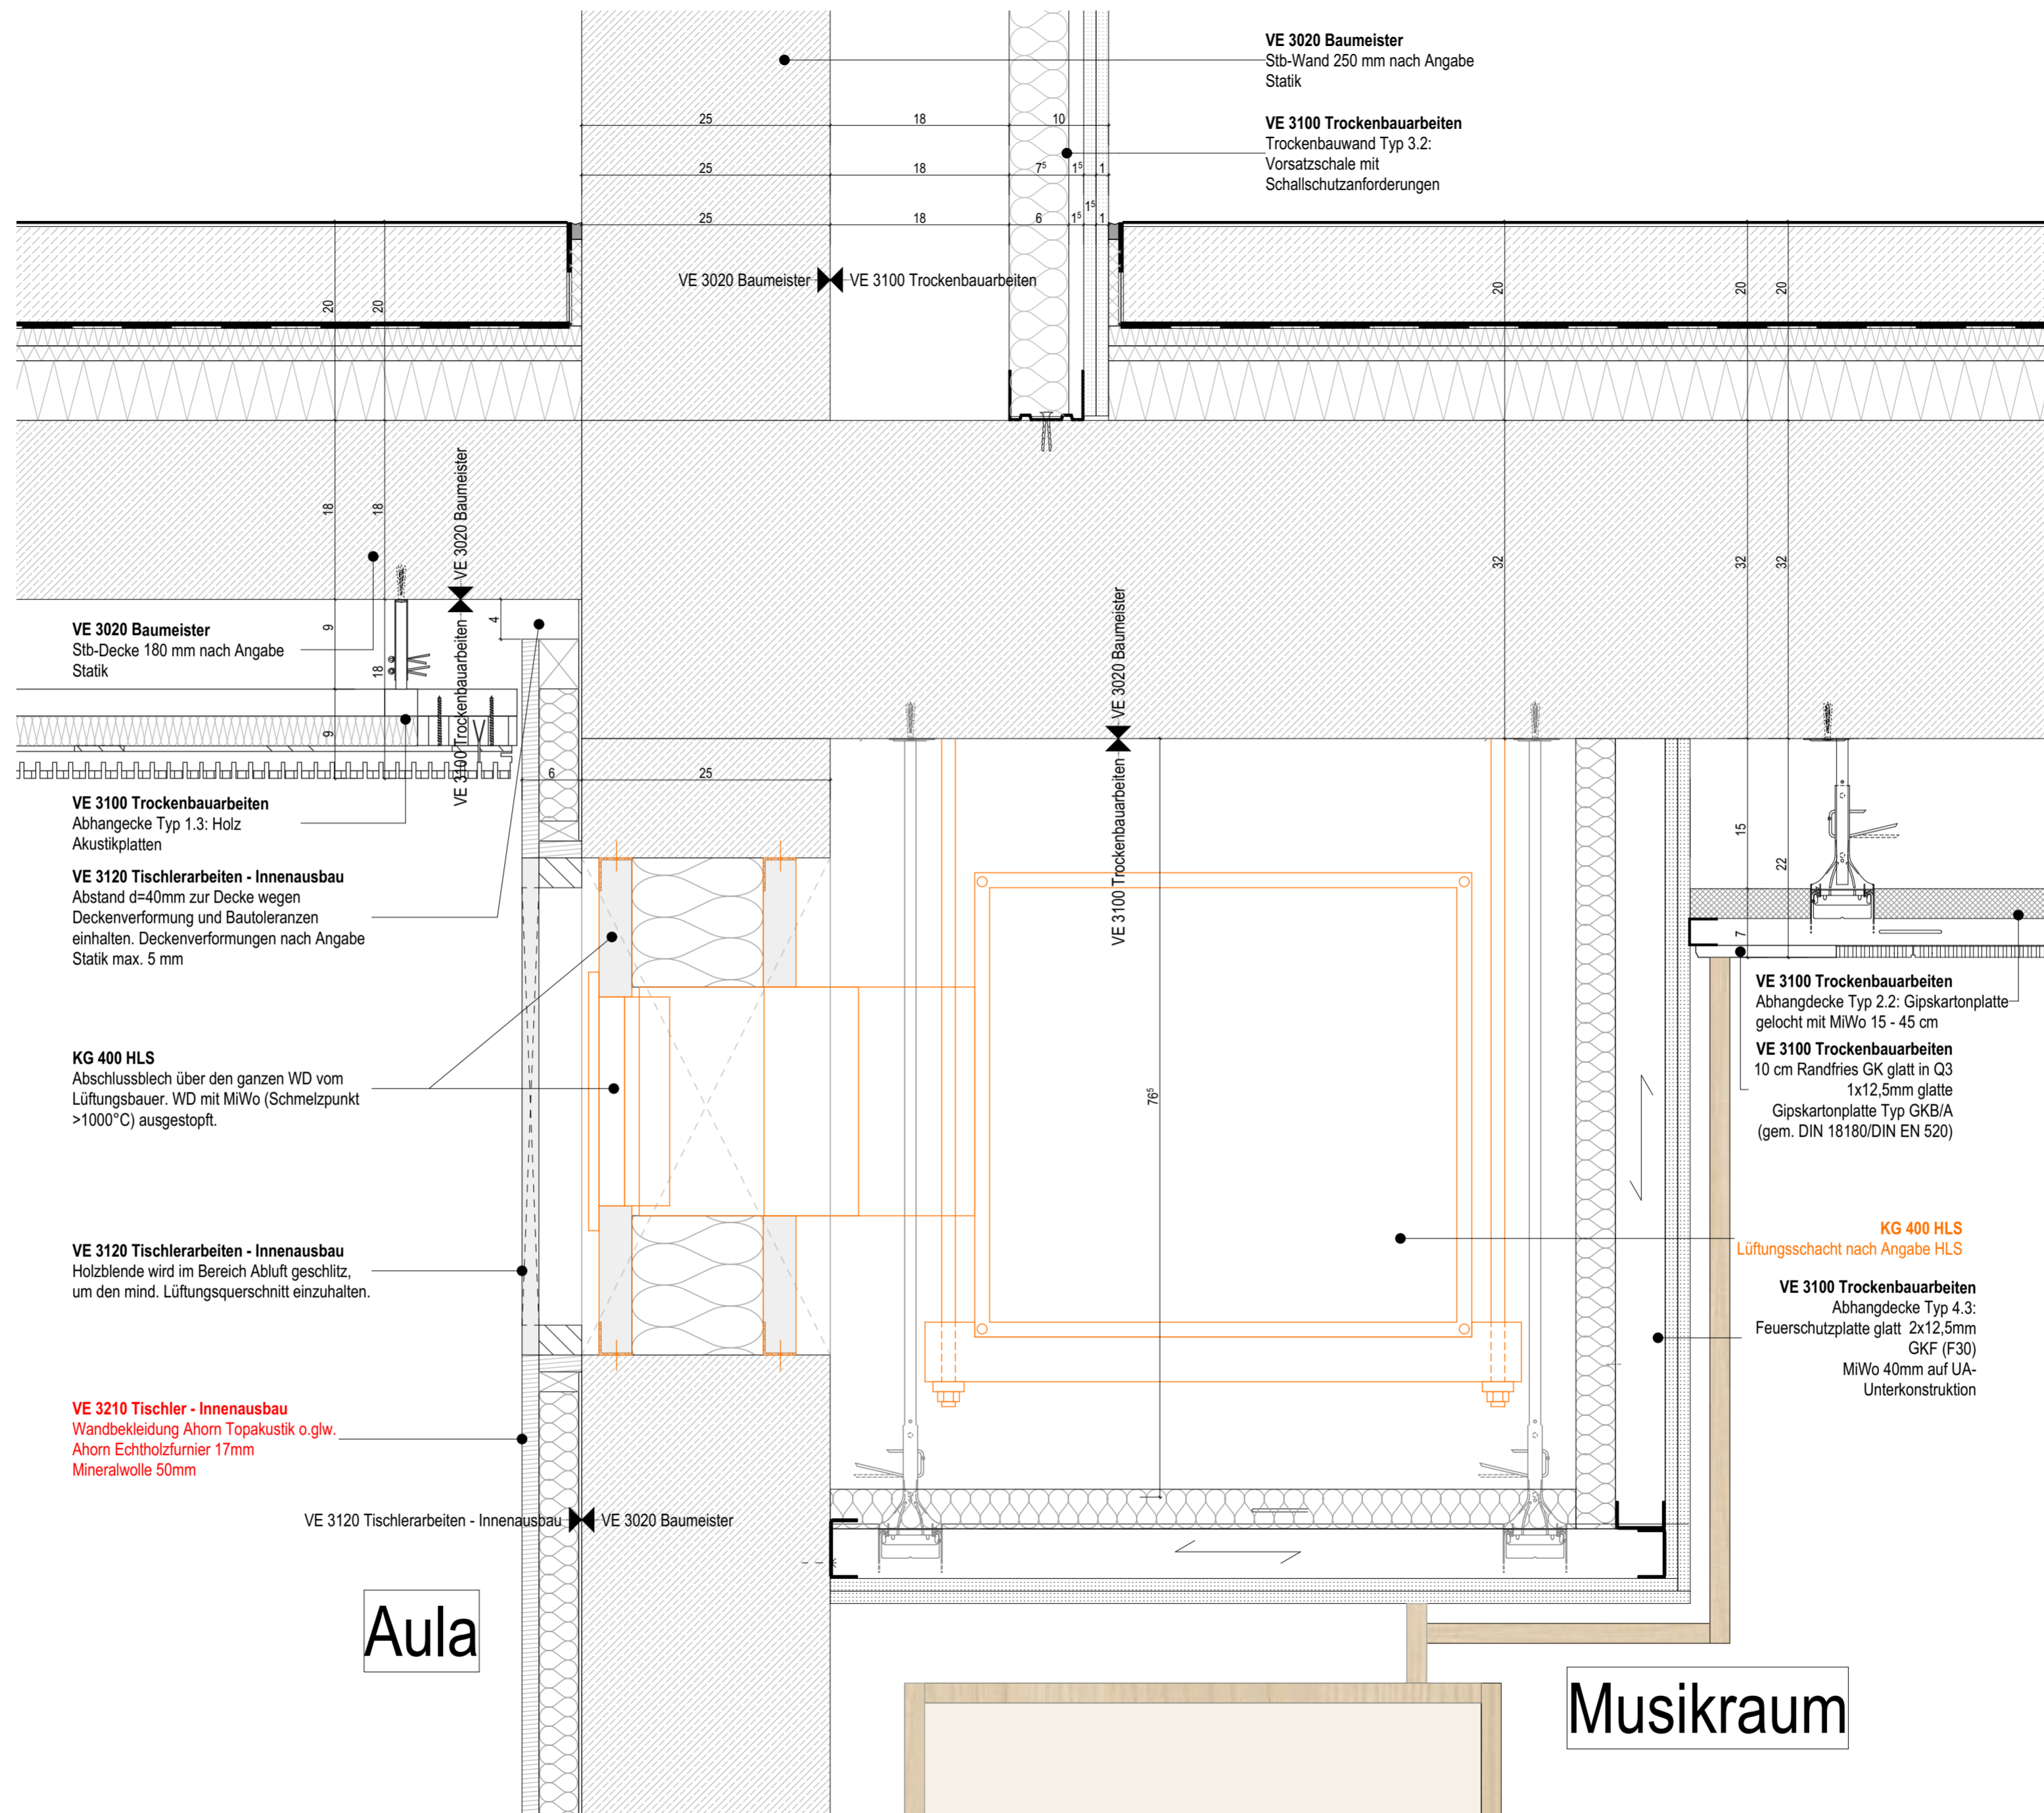 VE 3020 Baumeister
Stb-Wand 250 mm nach Angabe
Statik
VE 3100 Trockenbauarbeiten
Trockenbauwand Typ 3.2:
Vorsatzschale mit
Schallschutzanforderungen
25
18
10
25
18
7⁵
1⁵
1
25
18
6
1⁵
1⁵
1
VE 3020 Baumeister
VE 3100 Trockenbauarbeiten
20
20
20
20
20
18
18
32
32
32
VE 3020 Baumeister
VE 3100 Trockenbauarbeiten
9
18
9
4
VE 3020 Baumeister
Stb-Decke 180 mm nach Angabe
Statik
VE 3020 Baumeister
VE 3100 Trockenbauarbeiten
6
25
VE 3100 Trockenbauarbeiten
Abhangecke Typ 1.3: Holz
Akustikplatten
VE 3120 Tischlerarbeiten - Innenausbau
Abstand d=40mm zur Decke wegen
Deckenverformung und Bautoleranzen
einhalten. Deckenverformungen nach Angabe
Statik max. 5 mm
KG 400 HLS
Abschlussblech über den ganzen WD vom
Lüftungsbauer. WD mit MiWo (Schmelzpunkt
>1000°C) ausgestopft.
VE 3120 Tischlerarbeiten - Innenausbau
Holzblende wird im Bereich Abluft geschlitz,
um den mind. Lüftungsquerschnitt einzuhalten.
VE 3210 Tischler - Innenausbau
Wandbekleidung Ahorn Topakustik o.glw.
Ahorn Echtholzfurnier 17mm
Mineralwolle 50mm
VE 3120 Tischlerarbeiten - Innenausbau
VE 3020 Baumeister
76⁵
15
22
7
VE 3100 Trockenbauarbeiten
Abhangdecke Typ 2.2: Gipskartonplatte
gelocht mit MiWo 15 - 45 cm
VE 3100 Trockenbauarbeiten
10 cm Randfries GK glatt in Q3
1x12,5mm glatte
Gipskartonplatte Typ GKB/A
(gem. DIN 18180/DIN EN 520)
KG 400 HLS
Lüftungsschacht nach Angabe HLS
VE 3100 Trockenbauarbeiten
Abhangdecke Typ 4.3:
Feuerschutzplatte glatt 2x12,5mm
GKF (F30)
MiWo 40mm auf UA-
Unterkonstruktion
Aula
Musikraum